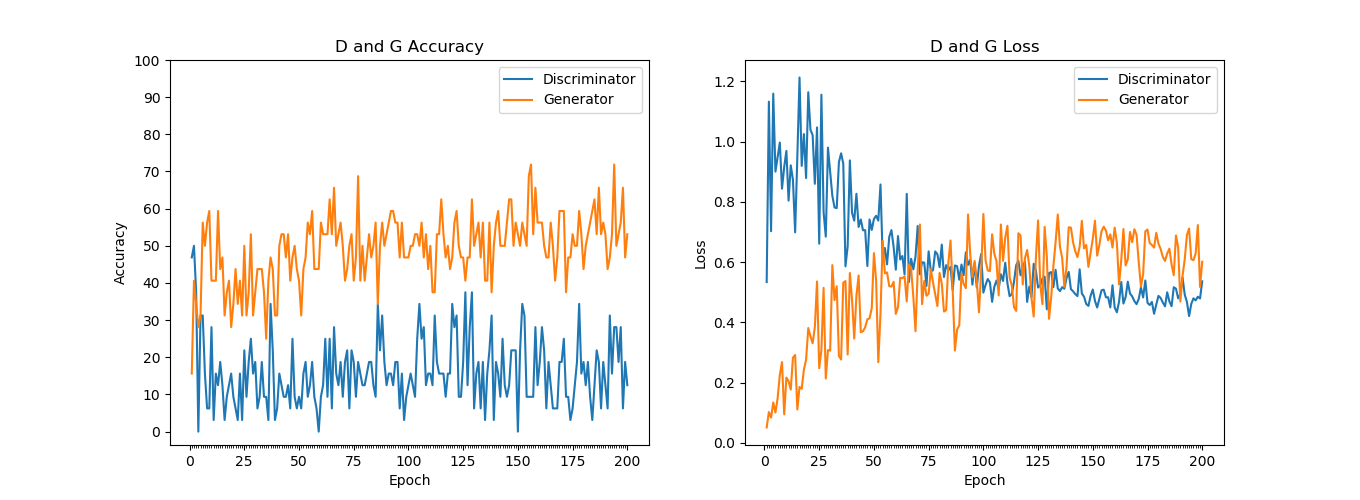 D and G Accuracy
100
90
80
70
60
50
40
30
20
10
0
Accuracy
Discriminator
Generator
0 25 50 75 100 125 150 175 200
Epoch
D and G Loss
1.2
1.0
0.8
0.6
0.4
0.2
0.0
Loss
Discriminator
Generator
0 25 50 75 100 125 150 175 200
Epoch